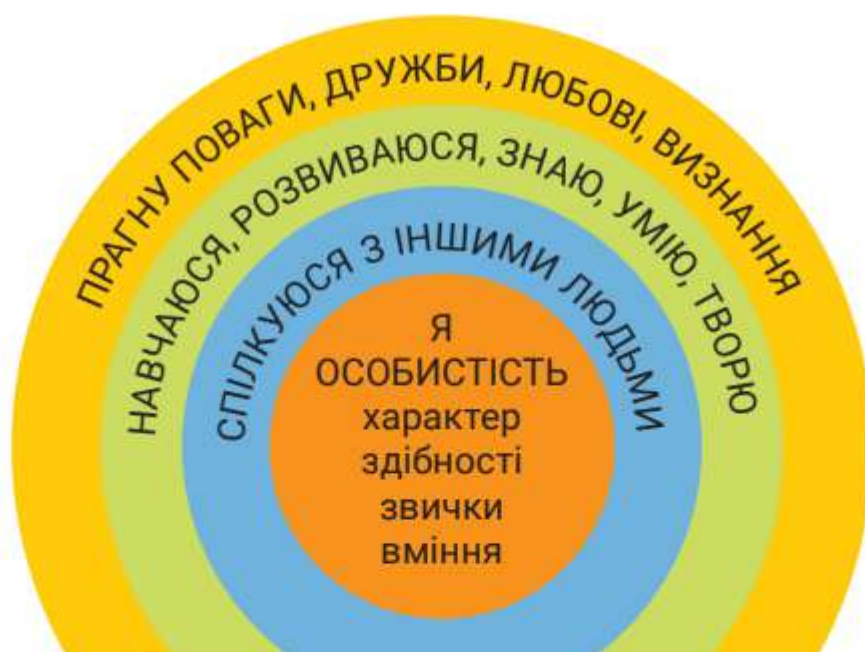 ПРАГНУ ПОВАГИ, ДРУЖБИ, ЛЮБОВІ, ВИЗНАННЯ
НАВЧАЮСЯ, РОЗВИВАЮСЯ, ЗНАЮ, УМІЮ, ТВОРЮ
СПІЛКУЮСЯ З ІНШИМИ ЛЮДЬМИ
Я
ОСОБИСТІСТЬ
характер
здібності
звички
вміння